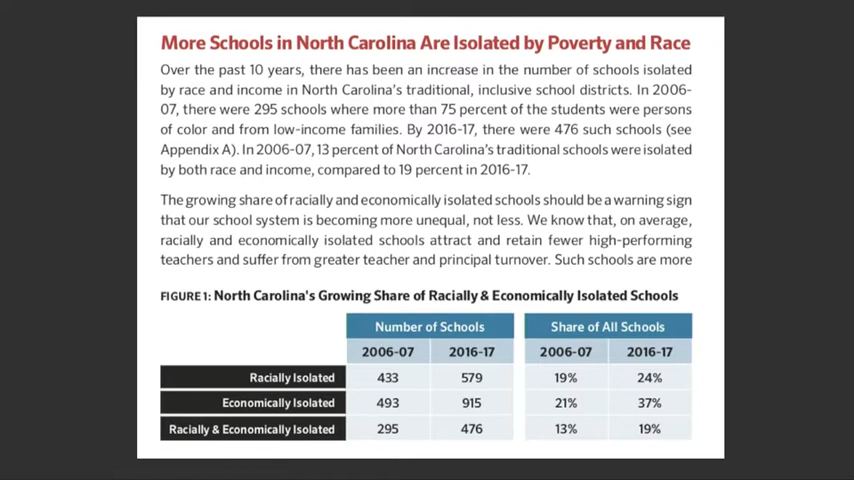 More Schools in North Carolina Are Isolated by Poverty and Race
Over the past 10 years, there has been an increase in the number of schools isolated
by race and income in North Carolina's traditional, inclusive school districts. In 2006-
07, there were 295 schools where more than 75 percent of the students were persons
of color and from low-income families. By 2016-17, there were 476 such schools (see
Appendix A). In 2006-07, 13 percent of North Carolina's traditional schools were isolated
by both race and income, compared to 19 percent in 2016-17.
The growing share of racially and economically isolated schools should be a warning sign
that our school system is becoming more unequal, not less. We know that, on average,
racially and economically isolated schools attract and retain fewer high-performing
teachers and suffer from greater teacher and principal turnover. Such schools are more
FIGURE 1: North Carolina's Growing Share of Racially & Economically Isolated Schools
Number of Schools Share of All Schools
2006-07 2016-17 2006-07 2016-17
Racially Isolated 433 579 19% 24%
Economically Isolated 493 915 21% 37%
Racially & Economically Isolated 295 476 13% 19%